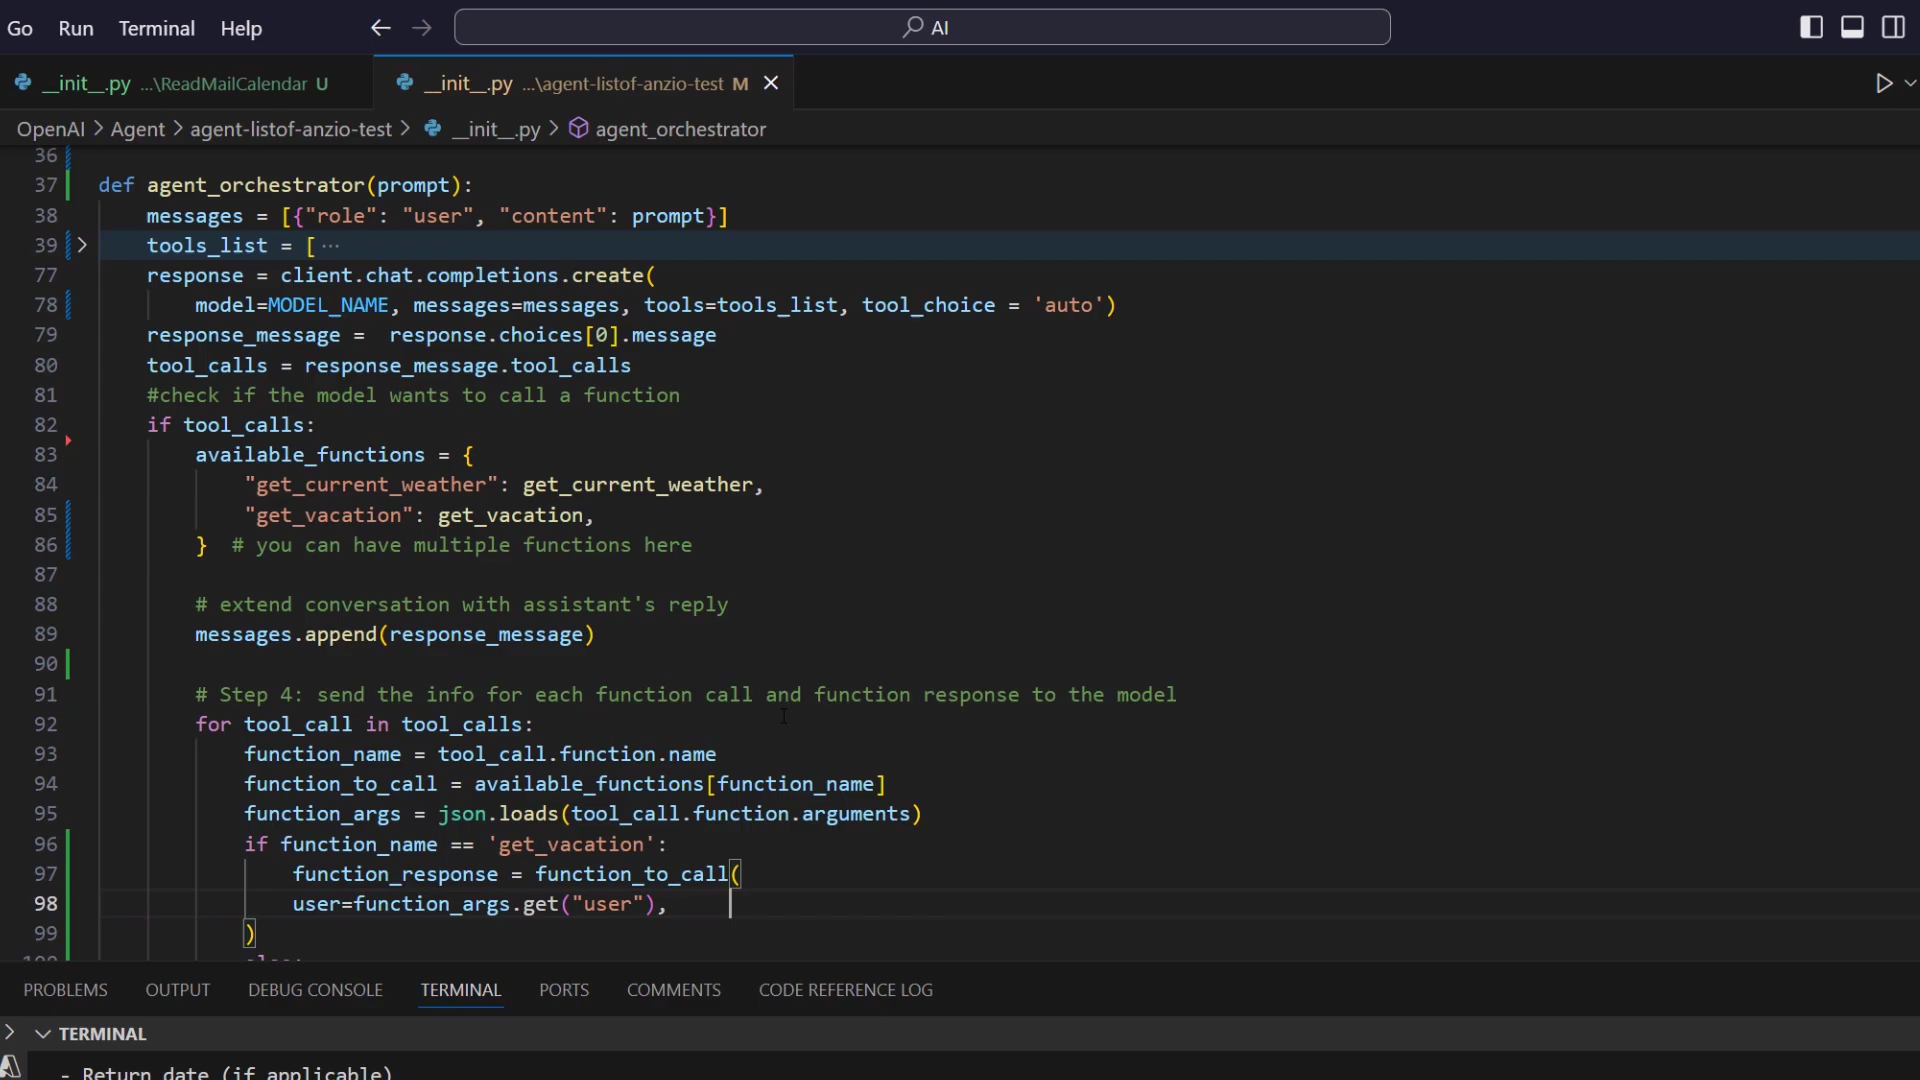 Go Run Terminal Help AI
__init__.py ...\ReadMailCalendar U __init__.py ...\agent-listof-anzio-test M
OpenAI > Agent > agent-listof-anzio-test > __init__.py > agent_orchestrator
36
37 def agent_orchestrator(prompt):
38 messages = [{"role": "user", "content": prompt}]
39 tools_list = [ ...
77 response = client.chat.completions.create(
78 model=MODEL_NAME, messages=messages, tools=tools_list, tool_choice = 'auto')
79 response_message =  response.choices[0].message
80 tool_calls = response_message.tool_calls
81 #check if the model wants to call a function
82 if tool_calls:
83 available_functions = {
84 "get_current_weather": get_current_weather,
85 "get_vacation": get_vacation,
86 }  # you can have multiple functions here
87
88 # extend conversation with assistant's reply
89 messages.append(response_message)
90
91 # Step 4: send the info for each function call and function response to the model
92 for tool_call in tool_calls:
93 function_name = tool_call.function.name
94 function_to_call = available_functions[function_name]
95 function_args = json.loads(tool_call.function.arguments)
96 if function_name == 'get_vacation':
97 function_response = function_to_call(
98 user=function_args.get("user"),
99 )
100 else:
PROBLEMS OUTPUT DEBUG CONSOLE TERMINAL PORTS COMMENTS CODE REFERENCE LOG
TERMINAL
- Return date (if applicable)